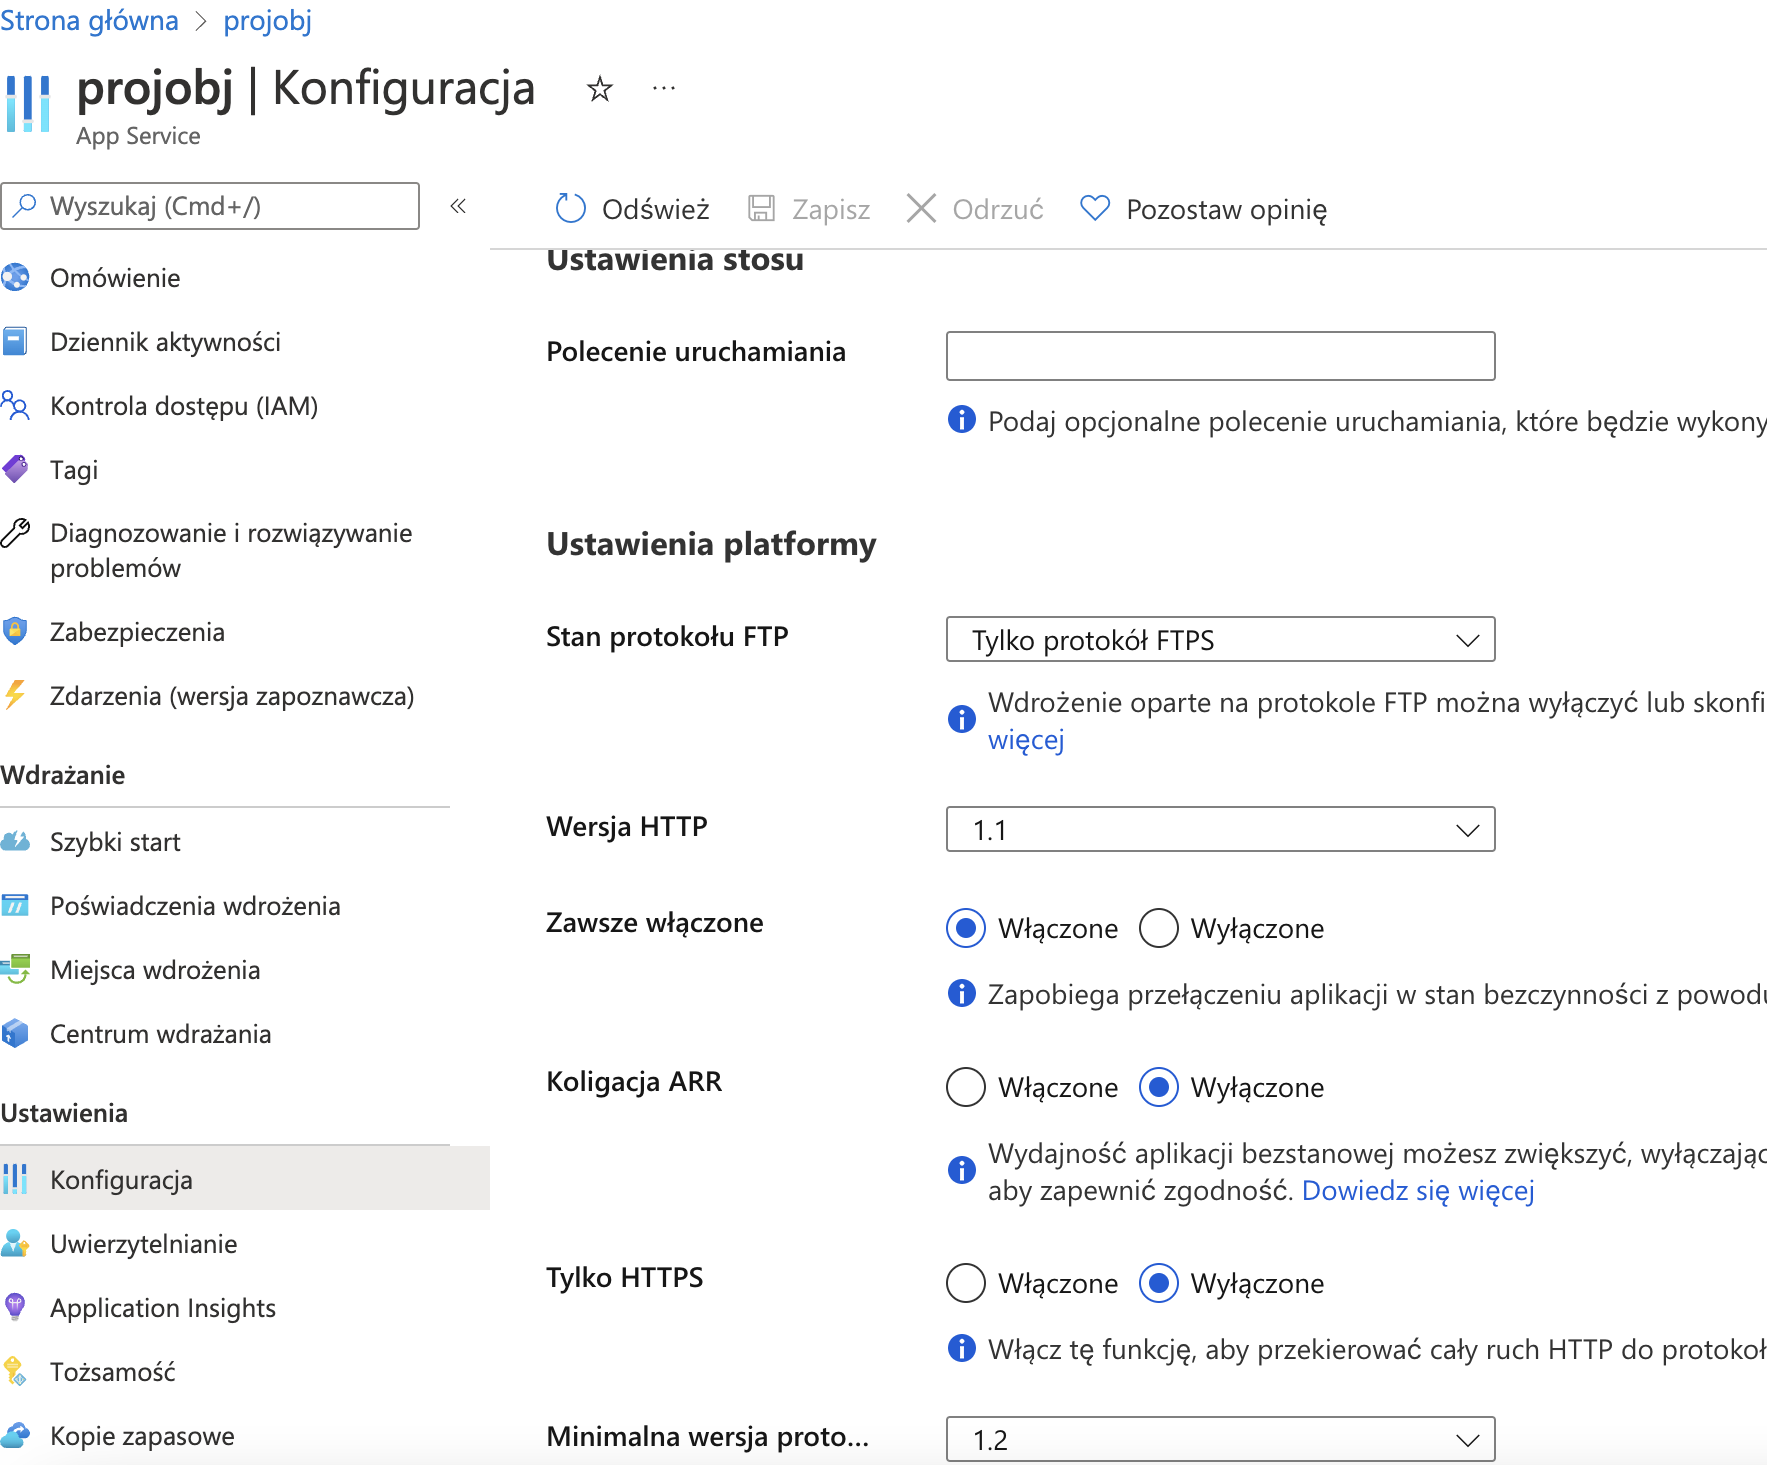 Strona główna > projobj
projobj | Konfiguracja
App Service
Wyszukaj (Cmd+/)
Omówienie
Dziennik aktywności
Kontrola dostępu (IAM)
Tagi
Diagnozowanie i rozwiązywanie
problemów
Zabezpieczenia
Zdarzenia (wersja zapoznawcza)
Wdrażanie
Szybki start
Poświadczenia wdrożenia
Miejsca wdrożenia
Centrum wdrażania
Ustawienia
Konfiguracja
Uwierzytelnianie
Application Insights
Tożsamość
Kopie zapasowe
Odśwież Zapisz Odrzuć Pozostaw opinię
Ustawienia stosu
Polecenie uruchamiania
Podaj opcjonalne polecenie uruchamiania, które będzie wykony
Ustawienia platformy
Stan protokołu FTP Tylko protokół FTPS
Wdrożenie oparte na protokole FTP można wyłączyć lub skonfi
więcej
Wersja HTTP 1.1
Zawsze włączone Włączone Wyłączone
Zapobiega przełączeniu aplikacji w stan bezczynności z powodu
Koligacja ARR Włączone Wyłączone
Wydajność aplikacji bezstanowej możesz zwiększyć, wyłączając
aby zapewnić zgodność. Dowiedz się więcej
Tylko HTTPS Włączone Wyłączone
Włącz tę funkcję, aby przekierować cały ruch HTTP do protokoł
Minimalna wersja proto... 1.2